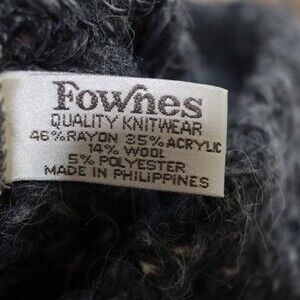 Fownes
QUALITY KNITWEAR
46% RAYON 35% ACRYLIC
14% WOOL
5% POLYESTER
MADE IN PHILIPPINES